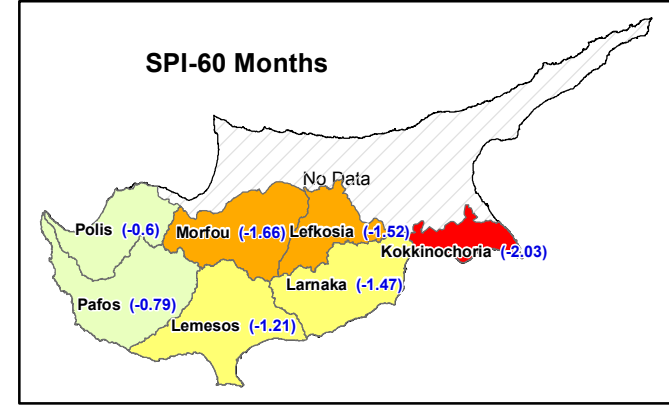 SPI-60 Months
No Data
Polis (-0.6)
Morfou (-1.66)
Lefkosia (-1.52)
Kokkinochoria (-2.03)
Larnaka (-1.47)
Pafos (-0.79)
Lemesos (-1.21)